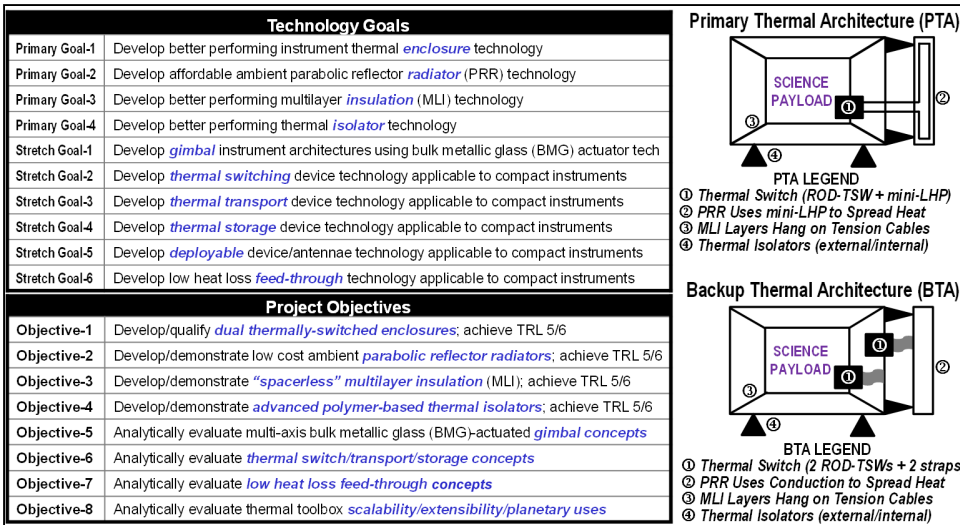 Technology Goals
Primary Goal-1 Develop better performing instrument thermal enclosure technology
Primary Goal-2 Develop affordable ambient parabolic reflector radiator (PRR) technology
Primary Goal-3 Develop better performing multilayer insulation (MLI) technology
Primary Goal-4 Develop better performing thermal isolator technology
Stretch Goal-1 Develop gimbal instrument architectures using bulk metallic glass (BMG) actuator tech
Stretch Goal-2 Develop thermal switching device technology applicable to compact instruments
Stretch Goal-3 Develop thermal transport device technology applicable to compact instruments
Stretch Goal-4 Develop thermal storage device technology applicable to compact instruments
Stretch Goal-5 Develop deployable device/antennae technology applicable to compact instruments
Stretch Goal-6 Develop low heat loss feed-through technology applicable to compact instruments
Project Objectives
Objective-1 Develop/qualify dual thermally-switched enclosures; achieve TRL 5/6
Objective-2 Develop/demonstrate low cost ambient parabolic reflector radiators; achieve TRL 5/6
Objective-3 Develop/demonstrate “spacerless” multilayer insulation (MLI); achieve TRL 5/6
Objective-4 Develop/demonstrate advanced polymer-based thermal isolators; achieve TRL 5/6
Objective-5 Analytically evaluate multi-axis bulk metallic glass (BMG)-actuated gimbal concepts
Objective-6 Analytically evaluate thermal switch/transport/storage concepts
Objective-7 Analytically evaluate low heat loss feed-through concepts
Objective-8 Analytically evaluate thermal toolbox scalability/extensibility/planetary uses
Primary Thermal Architecture (PTA)
SCIENCE
PAYLOAD
①
②
③
④
PTA LEGEND
① Thermal Switch (ROD-TSW + mini-LHP)
② PRR Uses mini-LHP to Spread Heat
③ MLI Layers Hang on Tension Cables
④ Thermal Isolators (external/internal)
Backup Thermal Architecture (BTA)
①
SCIENCE
PAYLOAD
①
②
③
④
BTA LEGEND
① Thermal Switch (2 ROD-TSWs + 2 straps
② PRR Uses Conduction to Spread Heat
③ MLI Layers Hang on Tension Cables
④ Thermal Isolators (external/internal)